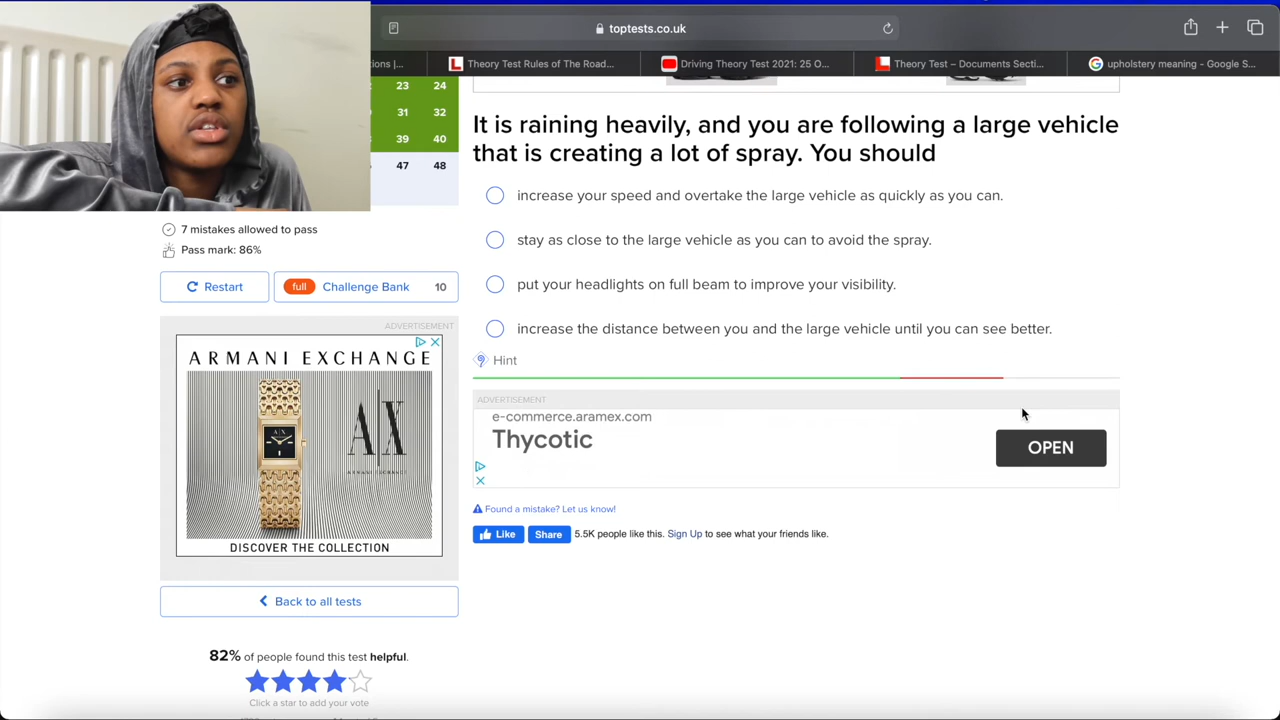 toptests.co.uk
ions |...
Theory Test Rules of The Road...
Driving Theory Test 2021: 25 O...
Theory Test – Documents Secti...
upholstery meaning - Google S...
23 24
31 32
39 40
47 48
7 mistakes allowed to pass
Pass mark: 86%
Restart
full Challenge Bank 10
ADVERTISEMENT
ARMANI EXCHANGE
A|X
ARMANI EXCHANGE
DISCOVER THE COLLECTION
Back to all tests
82% of people found this test helpful.
Click a star to add your vote
It is raining heavily, and you are following a large vehicle
that is creating a lot of spray. You should
increase your speed and overtake the large vehicle as quickly as you can.
stay as close to the large vehicle as you can to avoid the spray.
put your headlights on full beam to improve your visibility.
increase the distance between you and the large vehicle until you can see better.
Hint
ADVERTISEMENT
e-commerce.aramex.com
Thycotic
OPEN
Found a mistake? Let us know!
Like Share 5.5K people like this. Sign Up to see what your friends like.